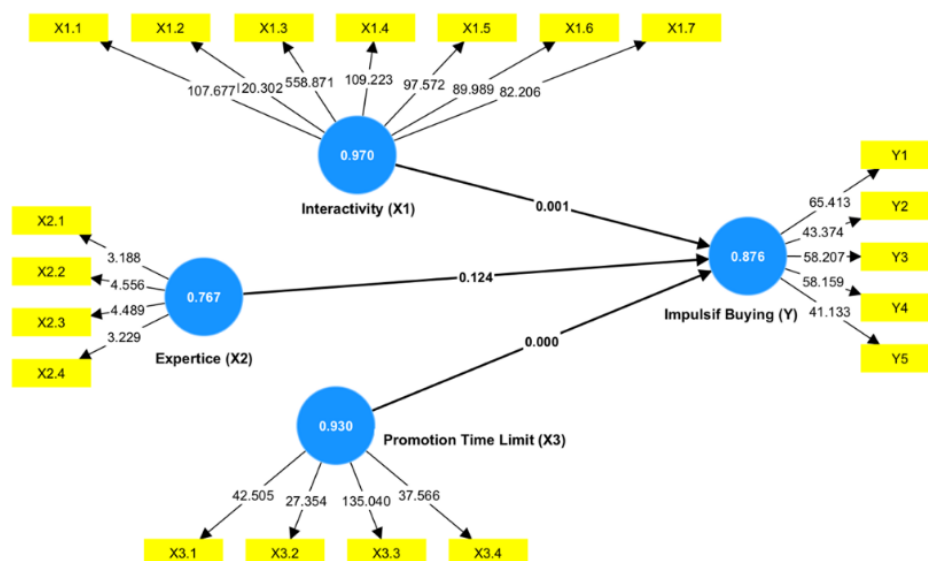 X1.1 X1.2 X1.3 X1.4 X1.5 X1.6 X1.7
107.677 120.302 558.871 109.223 97.572 89.989 82.206
0.970
Interactivity (X1)
0.001
X2.1
X2.2
X2.3
X2.4
3.188
4.556
4.489
3.229
0.767
Expertice (X2)
0.124
Y1
Y2
Y3
Y4
Y5
65.413
43.374
58.207
58.159
41.133
0.876
Impulsif Buying (Y)
0.000
0.930
Promotion Time Limit (X3)
42.505 27.354 135.040 37.566
X3.1 X3.2 X3.3 X3.4